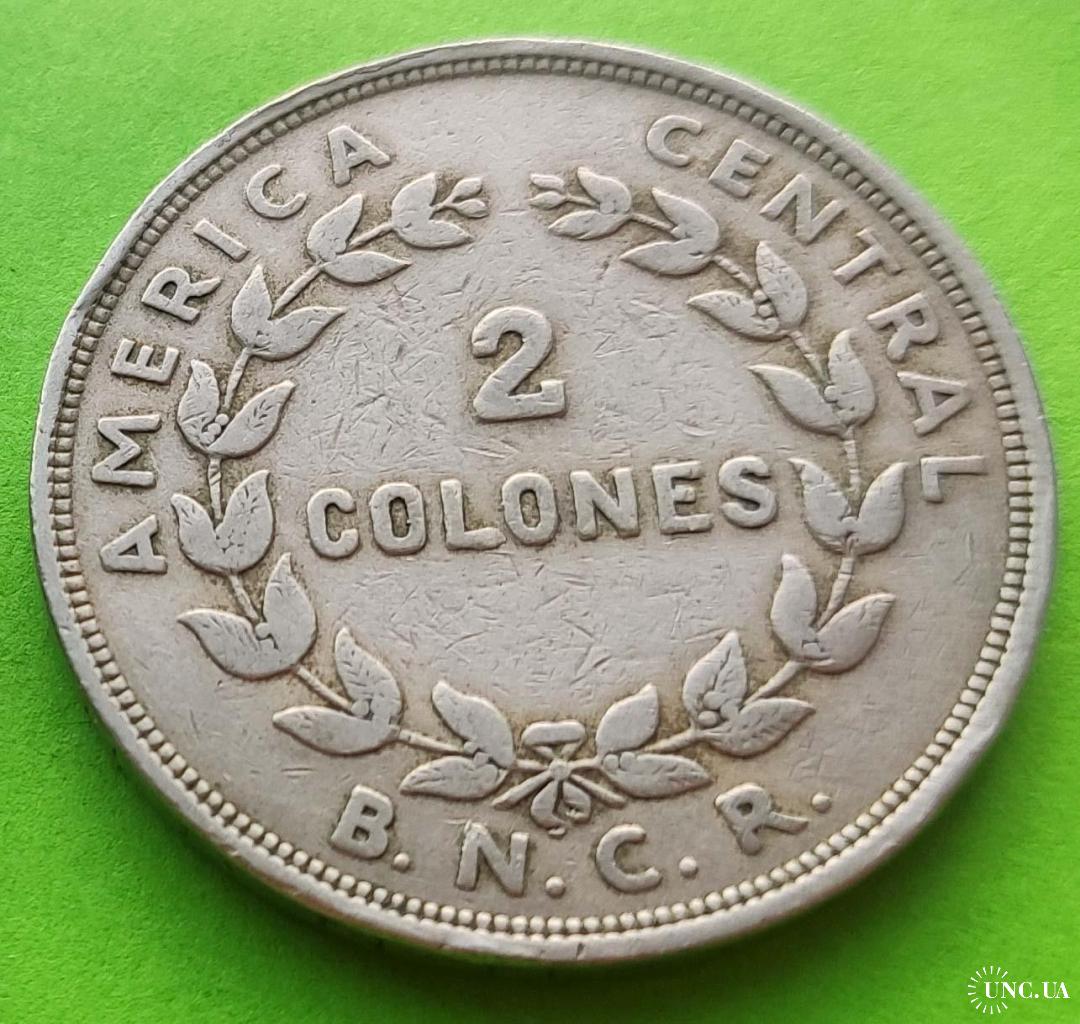 AMERICA CENTRAL
2
COLONES
B. N. C. R.
UNC.UA